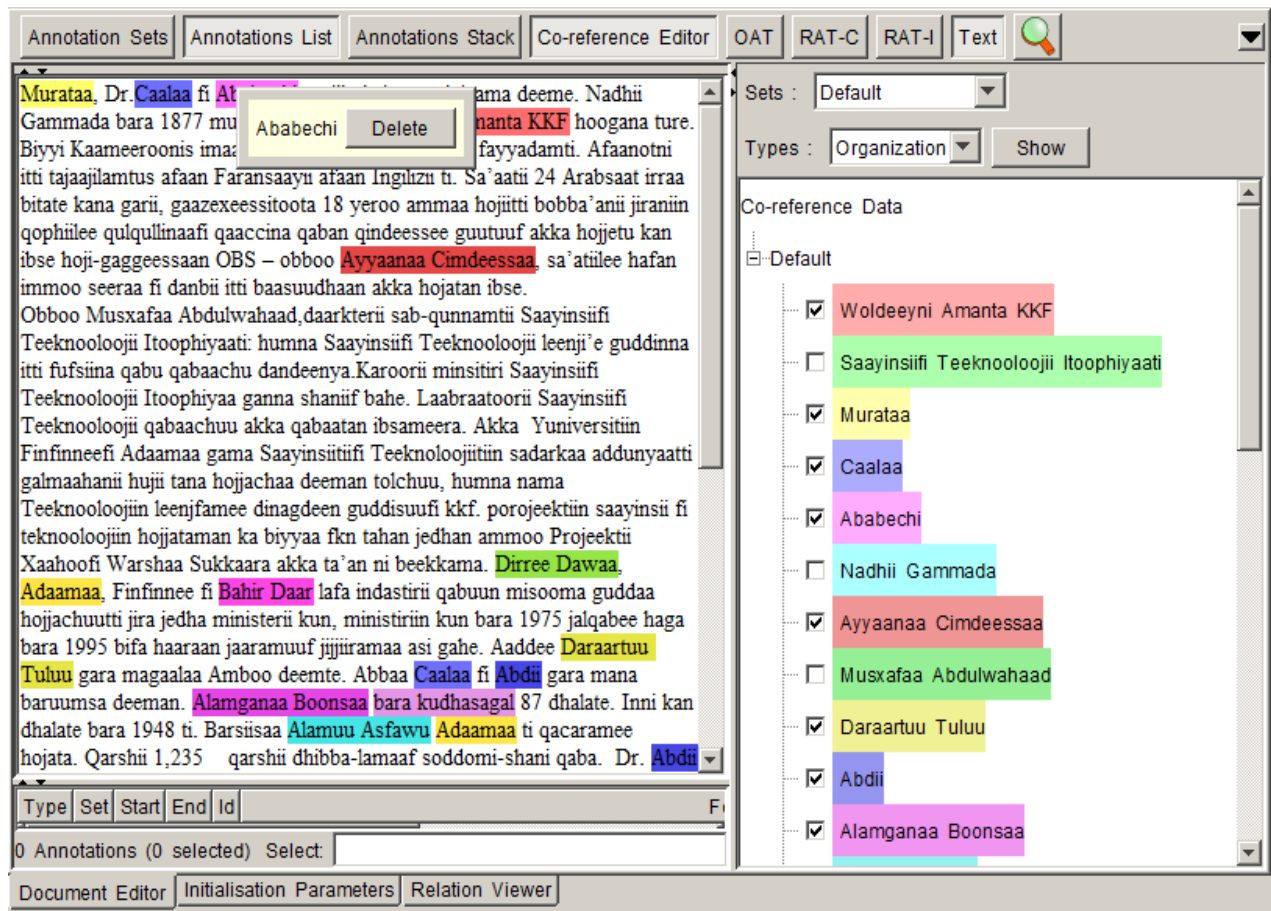 Annotation Sets Annotations List Annotations Stack Co-reference Editor OAT RAT-C RAT-I Text
Murataa, Dr.Caalaa fi Ab ama deeme. Nadhii
Gammada bara 1877 mu manta KKF hoogana ture.
Biyyi Kaameeroonis imaa fayyadamti. Afaanotni
itti tajaajilamtus afaan Faransaayii afaan Ingilizii ti. Sa’aatii 24 Arabsaat irraa
bitate kana garii, gaazexeessitoota 18 yeroo ammaa hojiitti bobba’anii jiraniin
qophiilee qulqullinaafi qaaccina qaban qindeessee guutuuf akka hojjetu kan
ibse hoji-gaggeessaan OBS – obboo Ayyaanaa Cimdeessaa, sa’atiilee hafan
immoo seeraa fi danbii itti baasuudhaan akka hojatan ibse.
Obboo Musxafaa Abdulwahaad,daarkterii sab-qunnamtii Saayinsiifi
Teeknooloojii Itoophiyaati: humna Saayinsiifi Teeknooloojii leenji’e guddinna
itti fufsiina qabu qabaachu dandeenya.Karoorii minsitiri Saayinsiifi
Teeknooloojii Itoophiyaa ganna shaniif bahe. Laabraatoorii Saayinsiifi
Teeknooloojii qabaachuu akka qabaatan ibsameera. Akka Yuniversitiin
Finfinneefi Adaamaa gama Saayinsiitiifi Teeknoloojiitiin sadarkaa addunyaatti
galmaahanii hujii tana hojjachaa deeman tolchuu, humna nama
Teeknooloojiin leenjfamee dinagdeen guddisuufi kkf. porojeektiin saayinsii fi
teknooloojiin hojjataman ka biyyaa fkn tahan jedhan ammoo Projeektii
Xaahoofi Warshaa Sukkaara akka ta’an ni beekkama. Dirree Dawaa,
Adaamaa, Finfinnee fi Bahir Daar lafa indastirii qabuun misooma guddaa
hojjachuutti jira jedha ministerii kun, ministiriin kun bara 1975 jalqabee haga
bara 1995 bifa haaraan jaaramuuf jijjiiramaa asi gahe. Aaddee Daraartuu
Tuluu gara magaalaa Amboo deemte. Abbaa Caalaa fi Abdii gara mana
baruumsa deeman. Alamganaa Boonsaa bara kudhasagal 87 dhalate. Inni kan
dhalate bara 1948 ti. Barsiisaa Alamuu Asfawu Adaamaa ti qacaramee
hojata. Qarshii 1,235 qarshii dhibba-lamaaf soddomi-shani qaba. Dr. Abdii
Ababechi Delete
Type Set Start End Id F
0 Annotations (0 selected) Select:
Document Editor Initialisation Parameters Relation Viewer
Sets : Default
Types : Organization Show
Co-reference Data
Default
Woldeeyni Amanta KKF
Saayinsiifi Teeknooloojii Itoophiyaati
Murataa
Caalaa
Ababechi
Nadhii Gammada
Ayyaanaa Cimdeessaa
Musxafaa Abdulwahaad
Daraartuu Tuluu
Abdii
Alamganaa Boonsaa